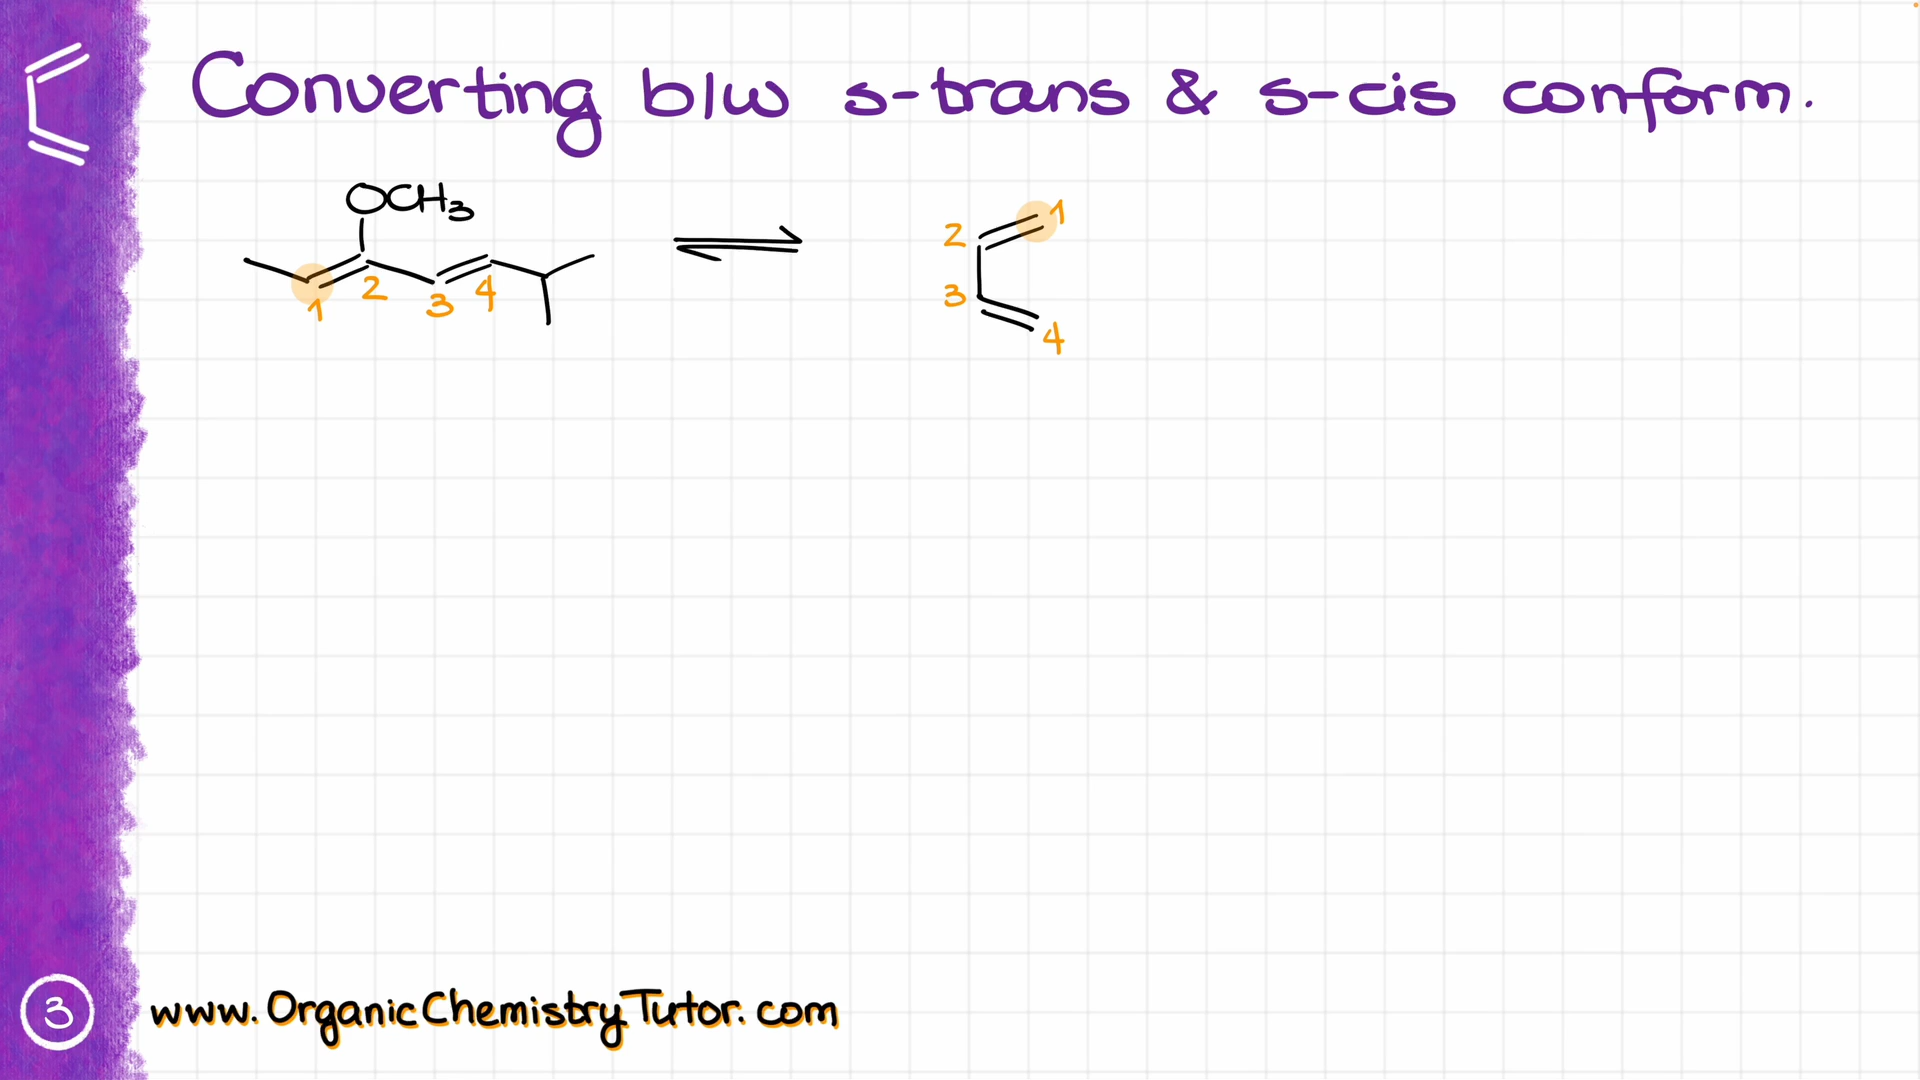 Converting b/w s-trans & s-cis conform.
OCH3
1 2 3 4
1
2
3
4
3
www.OrganicChemistryTutor.com